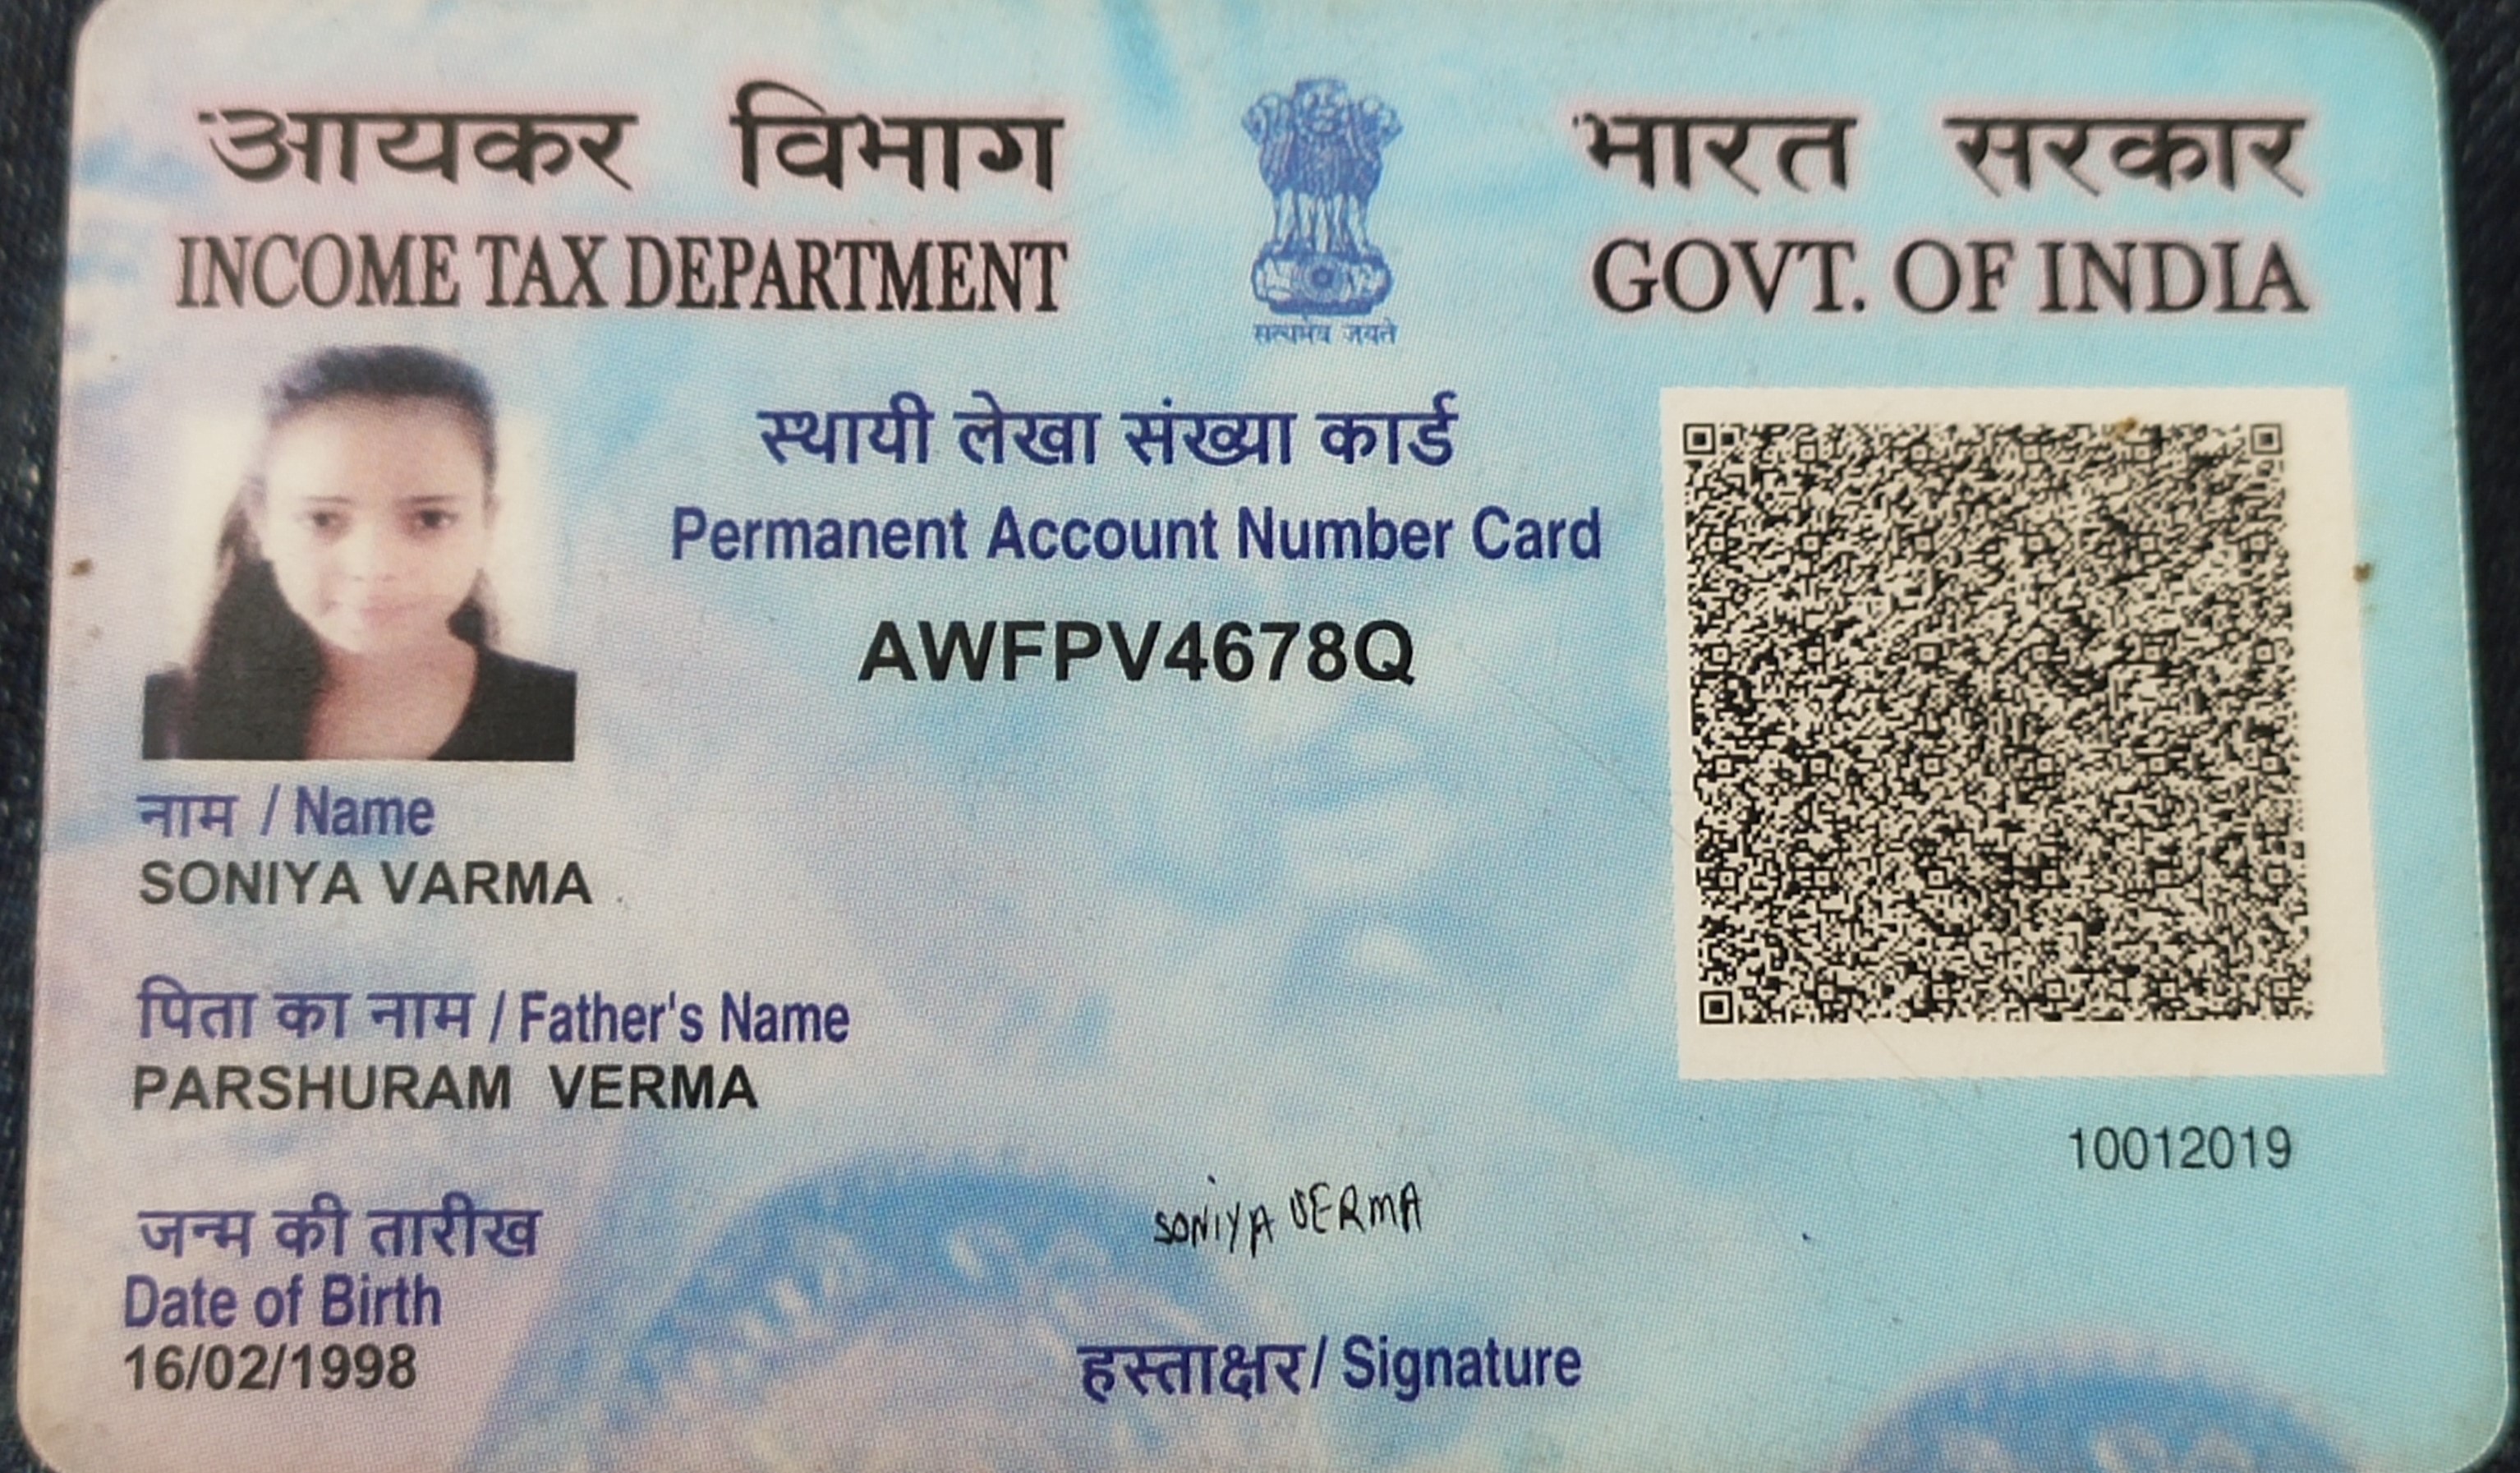 आयकर विभाग
INCOME TAX DEPARTMENT
सत्यमेव जयते
भारत सरकार
GOVT. OF INDIA
स्थायी लेखा संख्या कार्ड
Permanent Account Number Card
AWFPV4678Q
नाम / Name
SONIYA VARMA
पिता का नाम / Father's Name
PARSHURAM VERMA
10012019
जन्म की तारीख
Date of Birth
16/02/1998
SONIYA VERMA
हस्ताक्षर / Signature